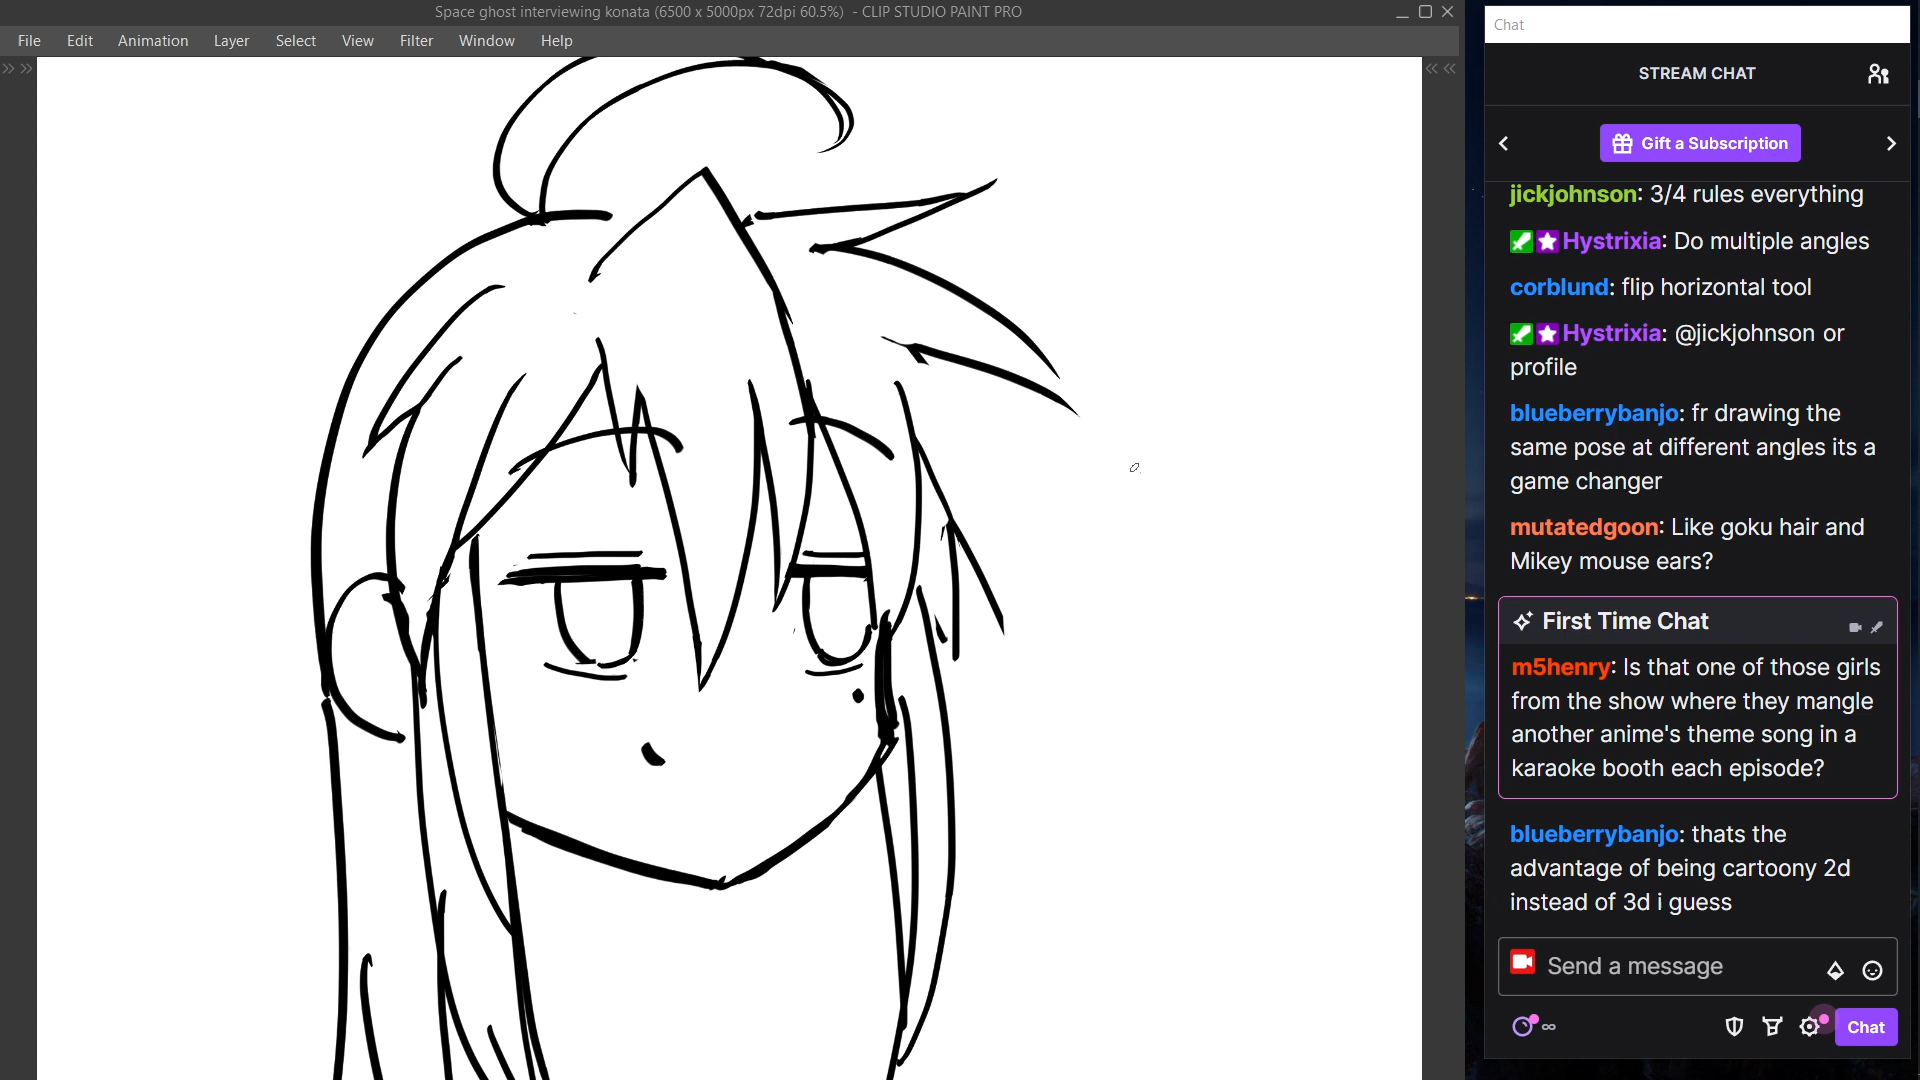 Space ghost interviewing konata (6500 x 5000px 72dpi 60.5%) - CLIP STUDIO PAINT PRO
File Edit Animation Layer Select View Filter Window Help
Chat
STREAM CHAT
Gift a Subscription
jickjohnson: 3/4 rules everything
Hystrixia: Do multiple angles
corblund: flip horizontal tool
Hystrixia: @jickjohnson or
profile
blueberrybanjo: fr drawing the
same pose at different angles its a
game changer
mutatedgoon: Like goku hair and
Mikey mouse ears?
First Time Chat
m5henry: Is that one of those girls
from the show where they mangle
another anime's theme song in a
karaoke booth each episode?
blueberrybanjo: thats the
advantage of being cartoony 2d
instead of 3d i guess
Send a message
∞
Chat